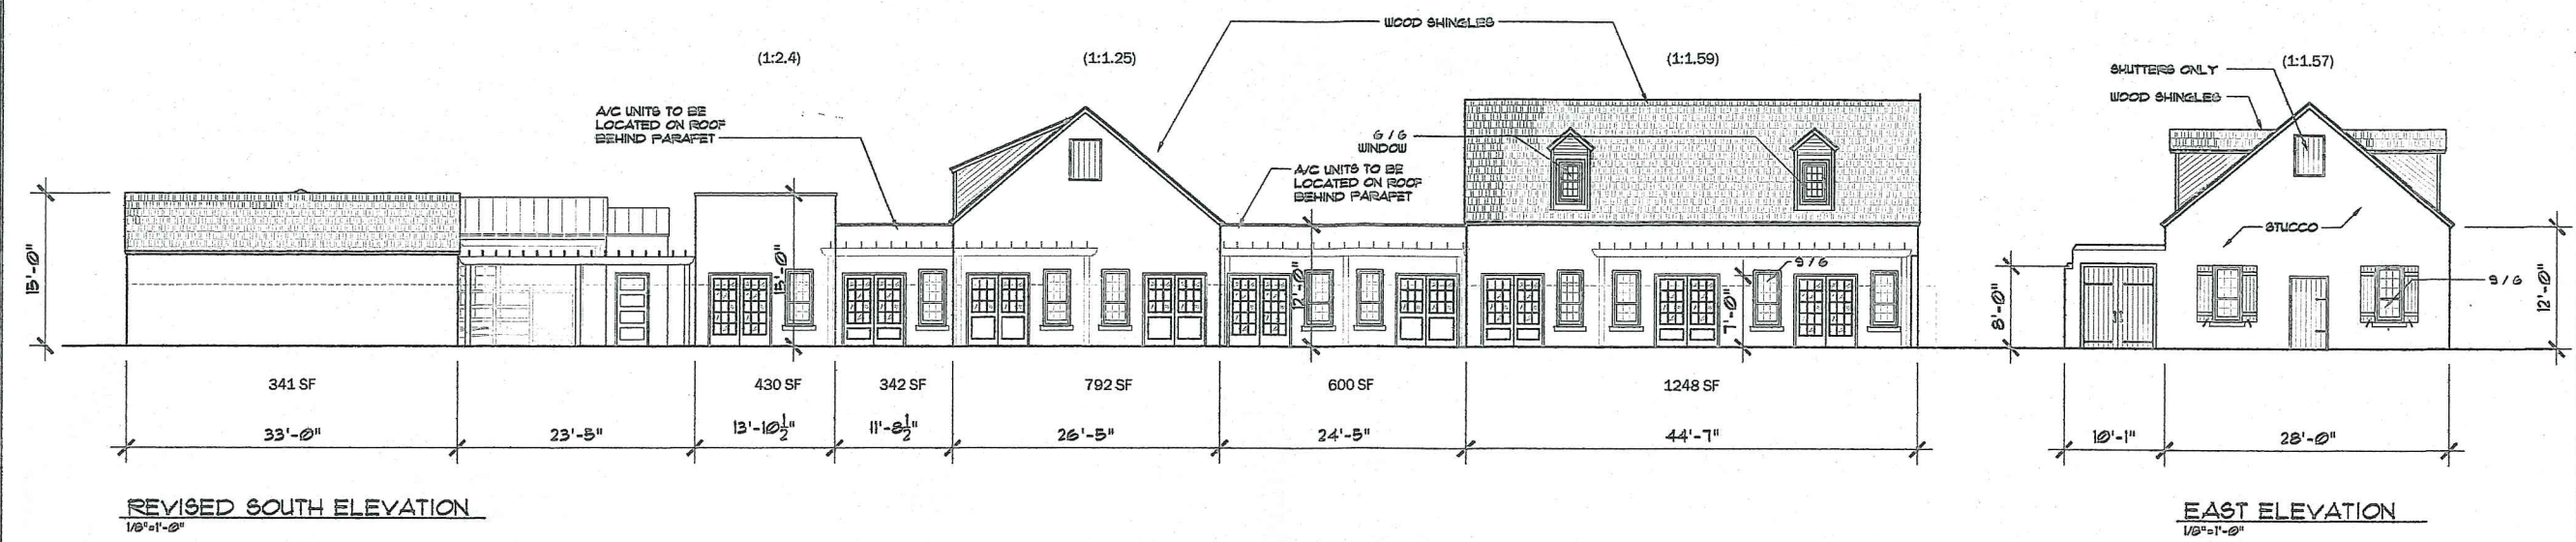 WOOD SHINGLES
(1:2.4)
(1:1.25)
(1:1.59)
(1:1.57)
SHUTTERS ONLY
WOOD SHINGLES
A/C UNITS TO BE
LOCATED ON ROOF
BEHIND PARAPET
6/6
WINDOW
A/C UNITS TO BE
LOCATED ON ROOF
BEHIND PARAPET
STUCCO
15'-0"
15'-0"
12'-0"
9/6
7'-0"
8'-0"
9/6
12'-0"
341 SF
430 SF
342 SF
792 SF
600 SF
1248 SF
33'-0"
23'-5"
13'-10½"
11'-8½"
26'-5"
24'-5"
44'-7"
10'-1"
28'-0"
REVISED SOUTH ELEVATION
1/8"=1'-0"
EAST ELEVATION
1/8"=1'-0"